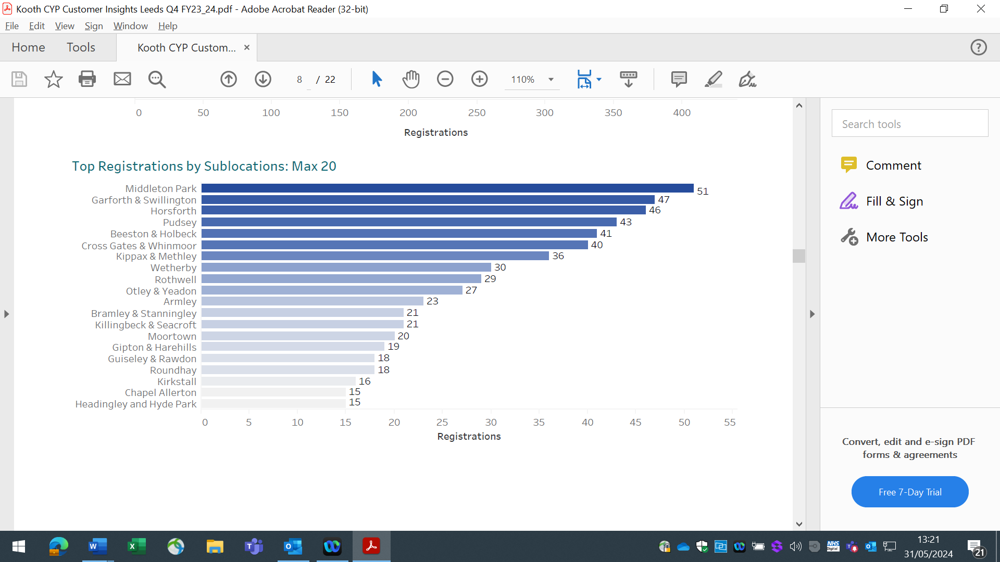 Kooth CYP Customer Insights Leeds Q4 FY23_24.pdf - Adobe Acrobat Reader (32-bit)
File Edit View Sign Window Help
Home Tools Kooth CYP Custom... ×
8 / 22 110%
0 50 100 150 200 250 300 350 400
Registrations
Top Registrations by Sublocations: Max 20
Middleton Park 51
Garforth & Swillington 47
Horsforth 46
Pudsey 43
Beeston & Holbeck 41
Cross Gates & Whinmoor 40
Kippax & Methley 36
Wetherby 30
Rothwell 29
Otley & Yeadon 27
Armley 23
Bramley & Stanningley 21
Killingbeck & Seacroft 21
Moortown 20
Gipton & Harehills 19
Guiseley & Rawdon 18
Roundhay 18
Kirkstall 16
Chapel Allerton 15
Headingley and Hyde Park 15
0 5 10 15 20 25 30 35 40 45 50 55
Registrations
Search tools
Comment
Fill & Sign
More Tools
Convert, edit and e-sign PDF
forms & agreements
Free 7-Day Trial
NHS
Digital
13:21
31/05/2024
21